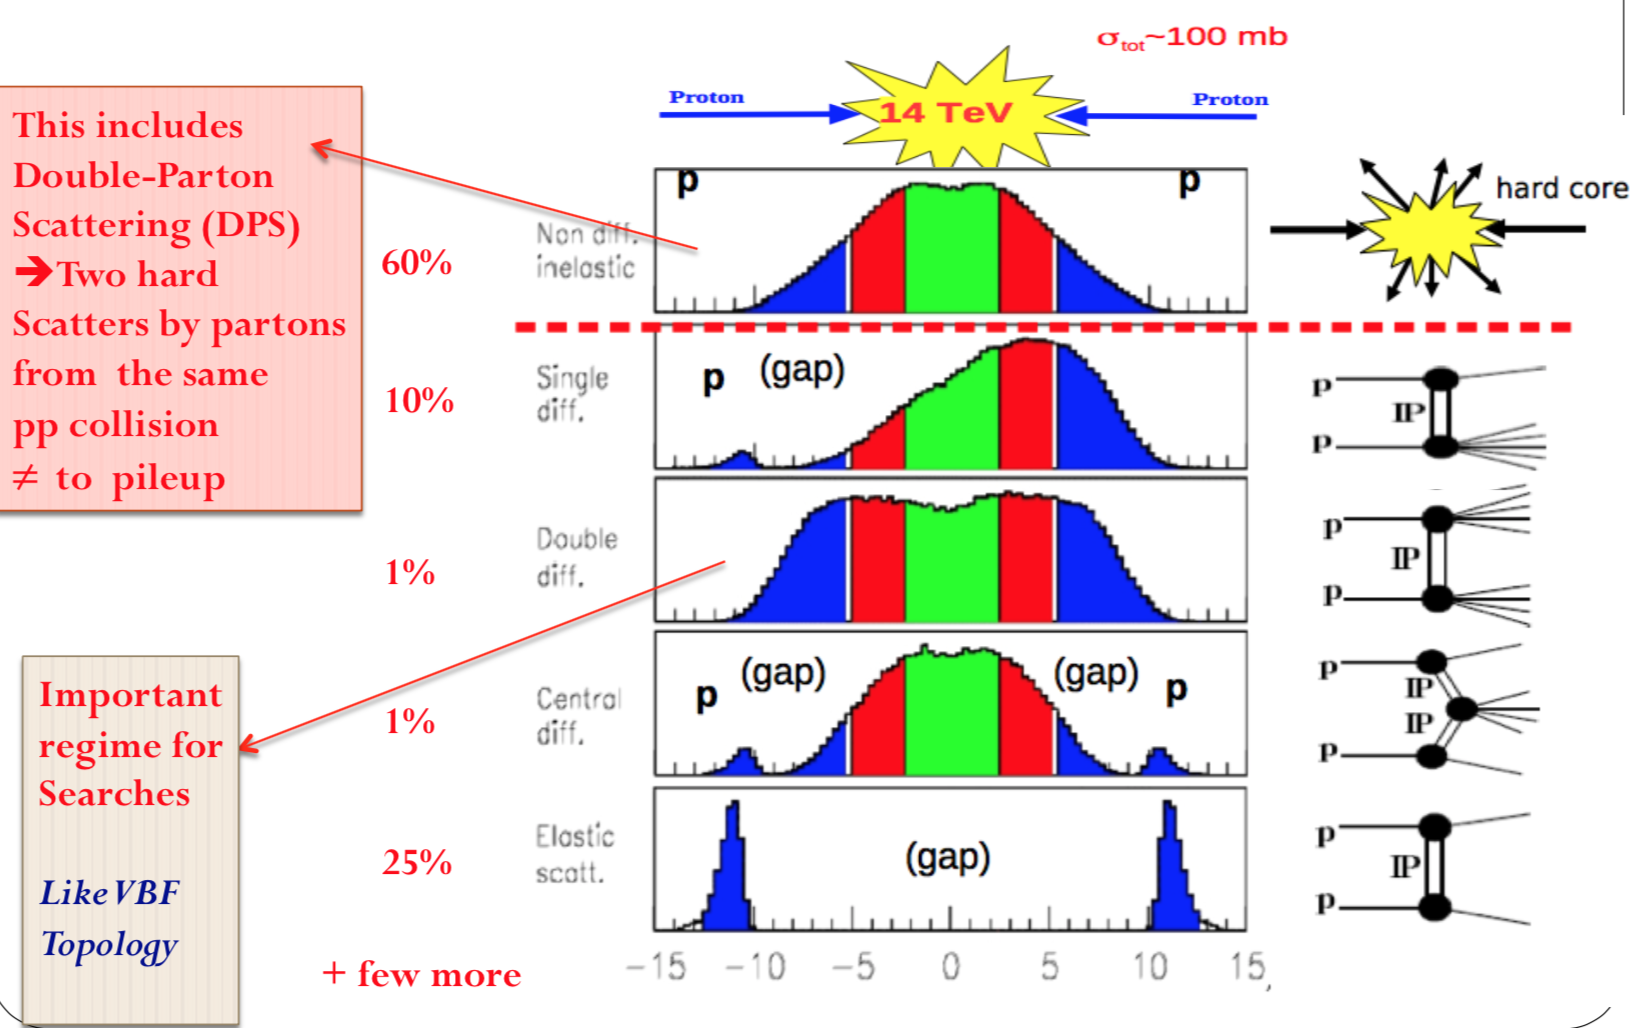 σtot~100 mb
Proton
14 TeV
Proton
This includes
Double-Parton
Scattering (DPS)
➔Two hard
Scatters by partons
from the same
pp collision
≠ to pileup
60%
Non diff.
inelastic
p
p
hard core
10%
Single
diff.
p
(gap)
p
IP
p
1%
Double
diff.
p
IP
p
1%
Central
diff.
p
(gap)
(gap)
p
p
IP
IP
p
25%
Elastic
scatt.
(gap)
p
IP
p
Important
regime for
Searches
Like VBF
Topology
+ few more
−15 −10 −5 0 5 10 15,